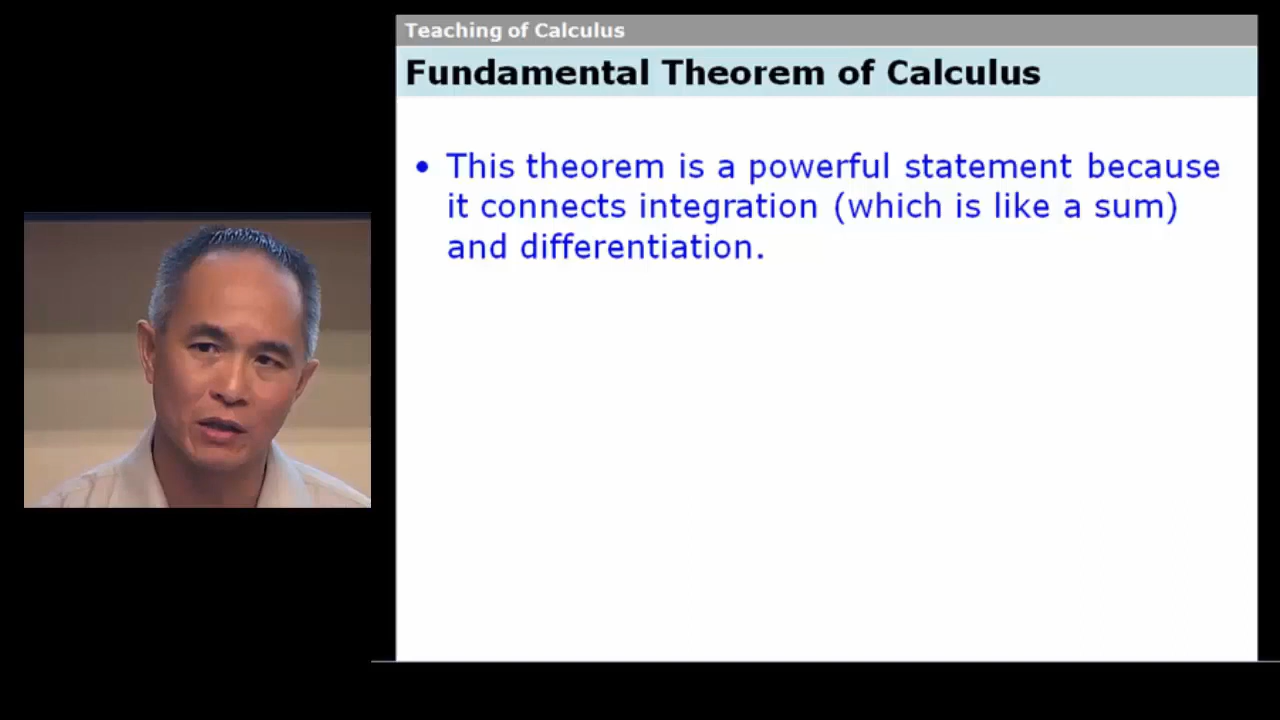 Teaching of Calculus
Fundamental Theorem of Calculus
• This theorem is a powerful statement because
it connects integration (which is like a sum)
and differentiation.